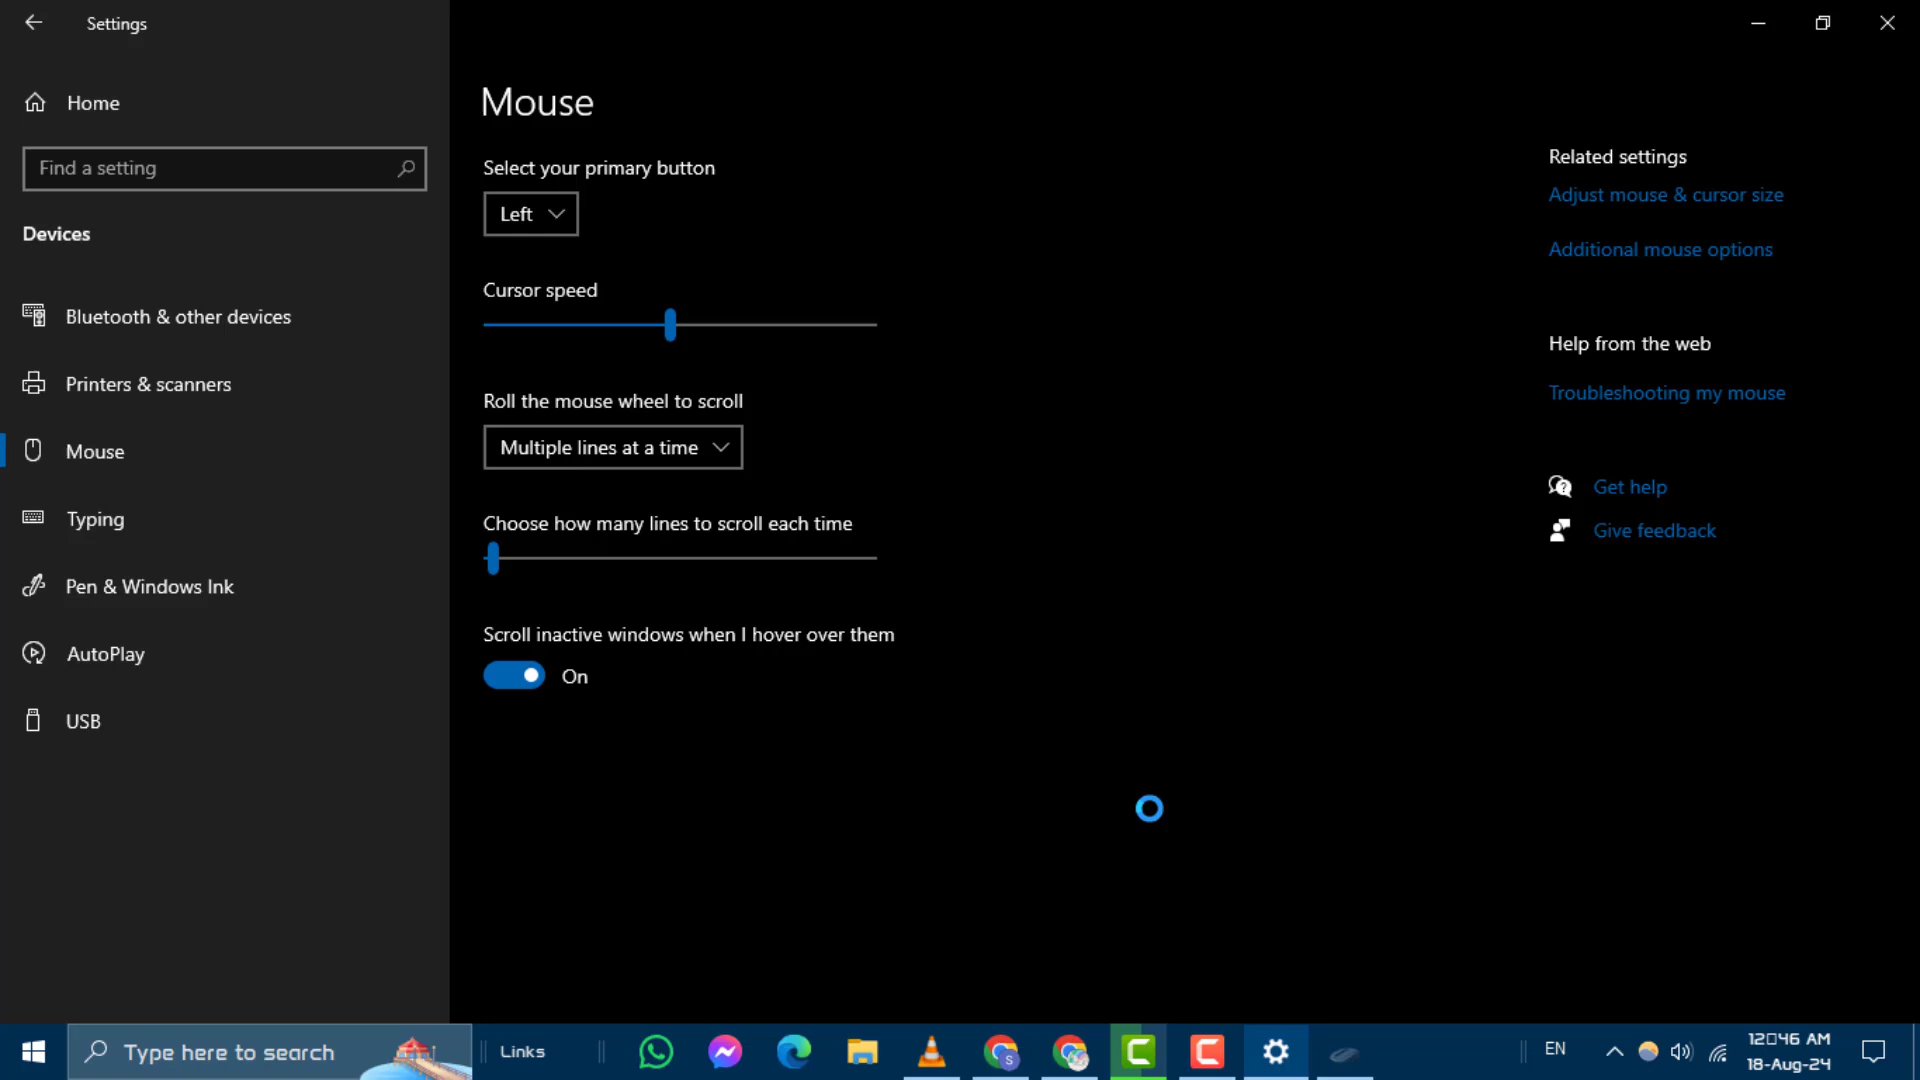 Settings
Home
Find a setting
Devices
Bluetooth & other devices
Printers & scanners
Mouse
Typing
Pen & Windows Ink
AutoPlay
USB
Mouse
Select your primary button
Left
Cursor speed
Roll the mouse wheel to scroll
Multiple lines at a time
Choose how many lines to scroll each time
Scroll inactive windows when I hover over them
On
Related settings
Adjust mouse & cursor size
Additional mouse options
Help from the web
Troubleshooting my mouse
Get help
Give feedback
Type here to search
Links
S
EN
12▯46 AM
18-Aug-24